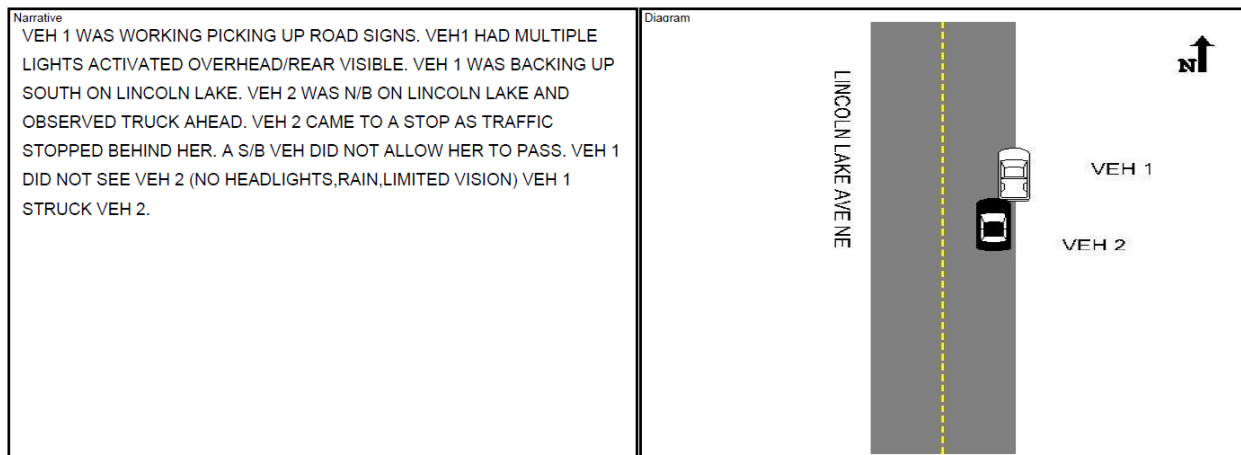 Narrative
VEH 1 WAS WORKING PICKING UP ROAD SIGNS. VEH1 HAD MULTIPLE
LIGHTS ACTIVATED OVERHEAD/REAR VISIBLE. VEH 1 WAS BACKING UP
SOUTH ON LINCOLN LAKE. VEH 2 WAS N/B ON LINCOLN LAKE AND
OBSERVED TRUCK AHEAD. VEH 2 CAME TO A STOP AS TRAFFIC
STOPPED BEHIND HER. A S/B VEH DID NOT ALLOW HER TO PASS. VEH 1
DID NOT SEE VEH 2 (NO HEADLIGHTS,RAIN,LIMITED VISION) VEH 1
STRUCK VEH 2.
Diagram
N
LINCOLN LAKE AVE NE
VEH 1
VEH 2